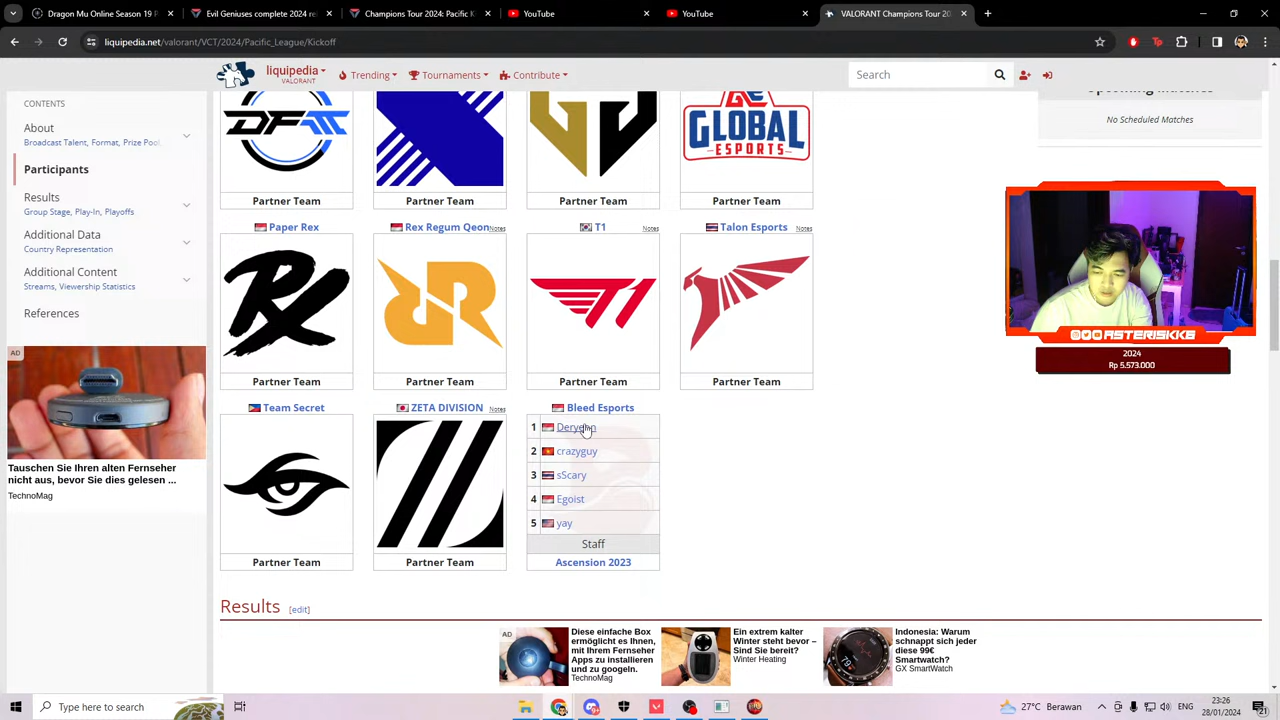 Dragons Evolution 19 P
Evil Geniuses 2024 re
Champions Tour 2024: Pacific K
YouTube
YouTube
VALORANT Indonesia Tour 20
liquipedia.net/valorant/VCT/2024/Pacific_League/Kickoff
liquipedia
VALORANT
Trending
Tournaments
Contribute
Search
CONTENTS
About
Broadcast Talent, Format, Prize Pool,
Participants
Results
Group Stage, Play-In, Playoffs
Additional Data
Country Representation
Additional Content
Streams, Viewership Statistics
References
AD
Tauschen Sie Ihren alten Fernseher
nicht aus, bevor Sie dies gelesen ...
TechnoMag
DFM
GE
GLOBAL
ESPORTS
No Scheduled Matches
Partner Team
Partner Team
Partner Team
Partner Team
Paper Rex
Rex Regum Qeon
Notes
T1
Notes
Talon Esports
Notes
T1
Partner Team
Partner Team
Partner Team
Partner Team
Team Secret
ZETA DIVISION
Notes
Bleed Esports
1 Derye
2 crazyguy
3 sScary
4 Egoist
5 yay
Staff
Partner Team
Partner Team
Ascension 2023
Results [edit]
AD
Diese einfache Box
ermöglicht es Ihnen,
mit Ihrem Fernseher
Apps zu installieren
und zu googeln.
TechnoMag
Ein extrem kalter
Winter steht bevor –
Sind Sie bereit?
Winter Heating
Indonesia: Warum
schnappt sich jeder
diese 99€
Smartwatch?
GX SmartWatch
@ASTERISKKE
2024
Rp 5.573.000
Type here to search
27°C Berawan
ENG
23:26
28/01/2024